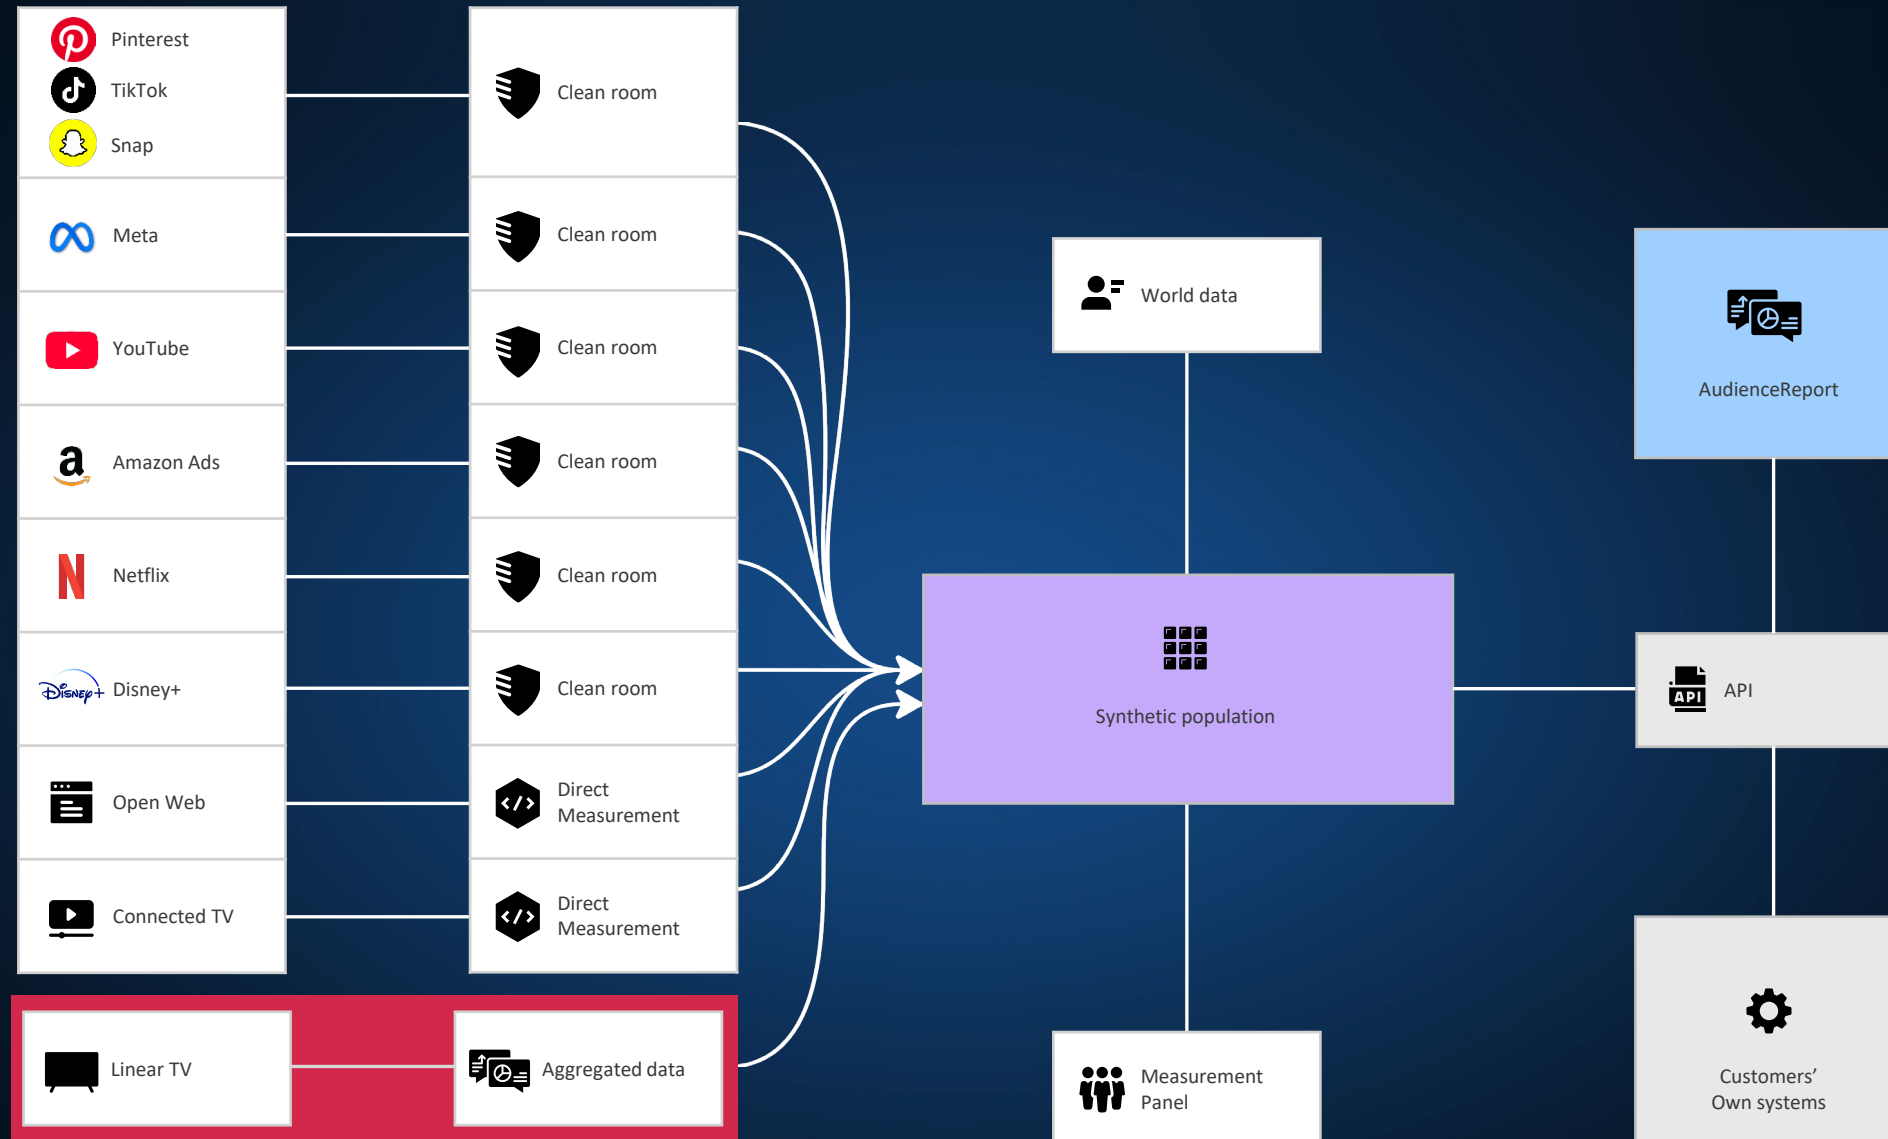 Pinterest
TikTok
Snap
Clean room
Meta
Clean room
YouTube
Clean room
a
Amazon Ads
Clean room
N
Netflix
Clean room
Disney+
Disney+
Clean room
Open Web
Direct
Measurement
Connected TV
Direct
Measurement
Linear TV
Aggregated data
World data
Synthetic population
Measurement
Panel
AudienceReport
API
API
Customers’
Own systems